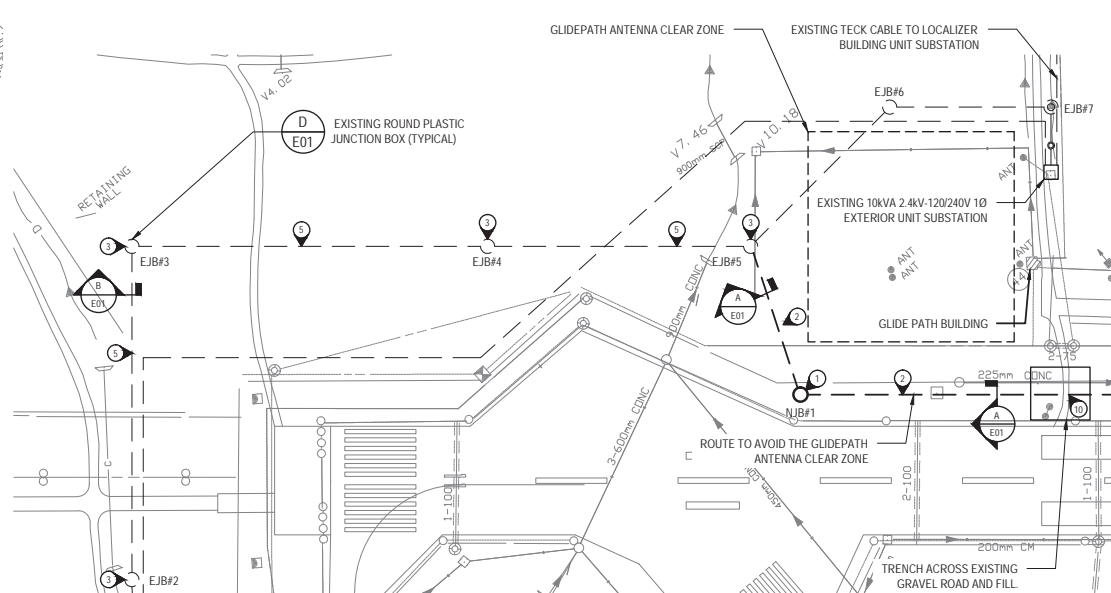 GLIDEPATH ANTENNA CLEAR ZONE
EXISTING TECK CABLE TO LOCALIZER
BUILDING UNIT SUBSTATION
V4.02
EJB#6
EJB#7
D
E01
EXISTING ROUND PLASTIC
JUNCTION BOX (TYPICAL)
V7.46
V10.18
900mm
RETAINING
WALL
ANT
EXISTING 10kVA 2.4kV-120/240V 1Ø
EXTERIOR UNIT SUBSTATION
3
5
3
5
3
D
3
EJB#3
EJB#4
EJB#5
ANT
ANT
ANT
B
E01
A
E01
900mm CONC
2
GLIDE PATH BUILDING
5
2-75
225mm CONC
1
2
10
NJB#1
A
E01
3-600mm CONC
ROUTE TO AVOID THE GLIDEPATH
ANTENNA CLEAR ZONE
C
1-100
450mm
2-100
1-100
200mm CM
3
EJB#2
TRENCH ACROSS EXISTING
GRAVEL ROAD AND FILL.